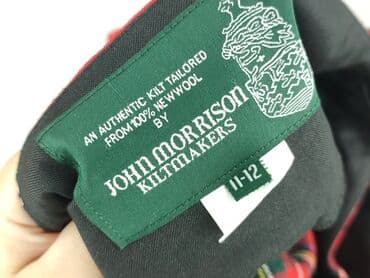 AN AUTHENTIC KILT TAILORED
FROM 100% NEW WOOL
BY
JOHN MORRISON
KILTMAKERS
11-12